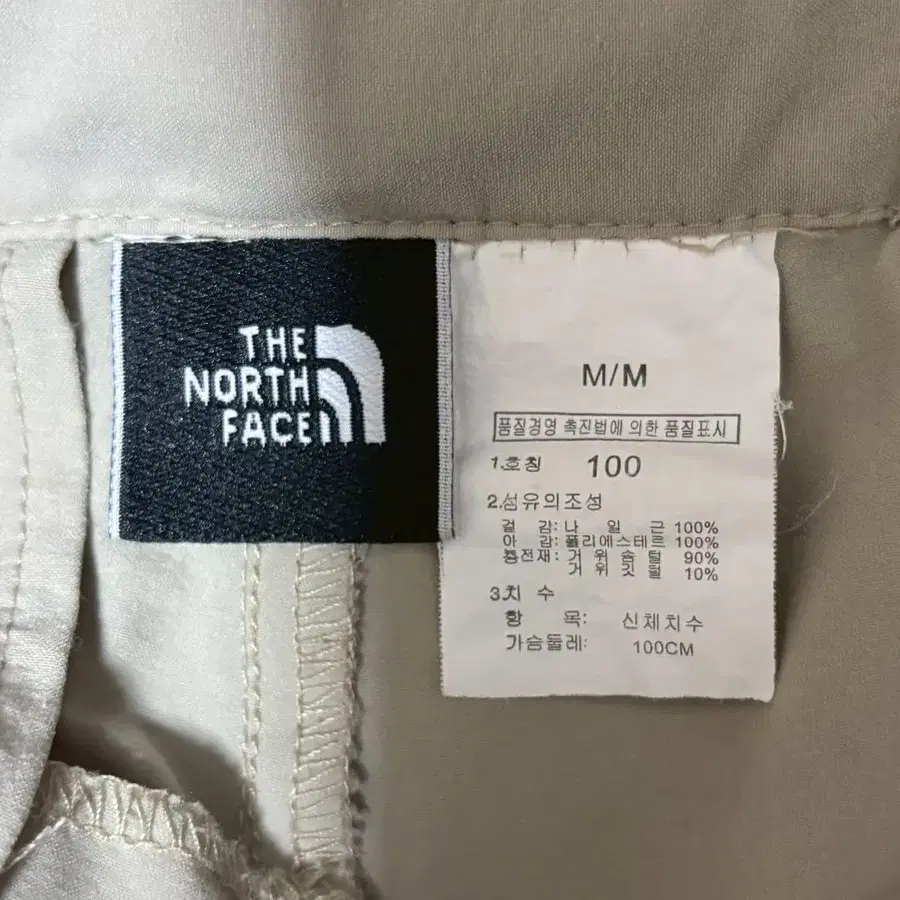 THE
NORTH
FACE
M/M
품질경영 촉진법에 의한 품질표시
1.호칭 100
2.섬유의조성
겉 감: 나 일 론 100%
아 감: 폴리에스테르 100%
충전재: 거 위 솜 털 90%
거 위 깃 털 10%
3.치 수
항 목: 신체치수
가슴둘레: 100CM